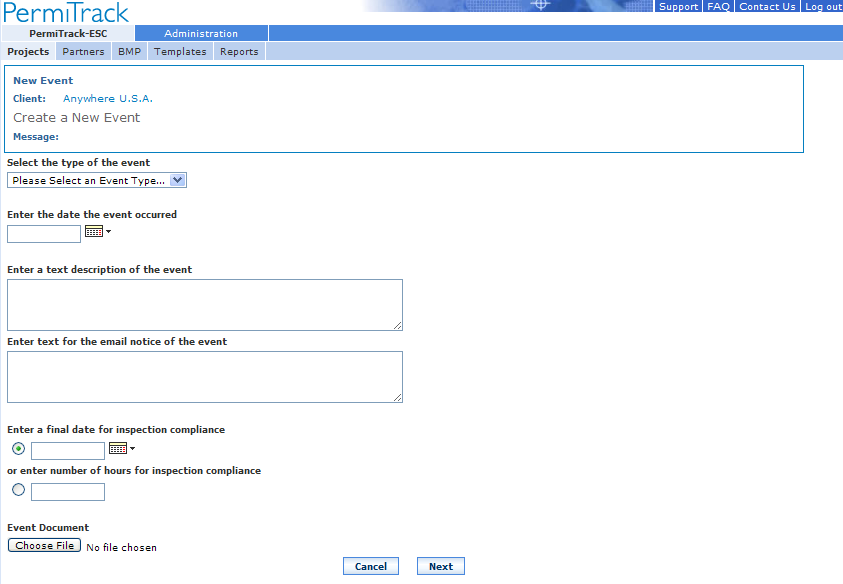 PermiTrack
Support FAQ Contact Us Log out
PermiTrack-ESC Administration
Projects Partners BMP Templates Reports
New Event
Client: Anywhere U.S.A.
Create a New Event
Message:
Select the type of the event
Please Select an Event Type...
Enter the date the event occurred
Enter a text description of the event
Enter text for the email notice of the event
Enter a final date for inspection compliance
or enter number of hours for inspection compliance
Event Document
Choose File No file chosen
Cancel Next